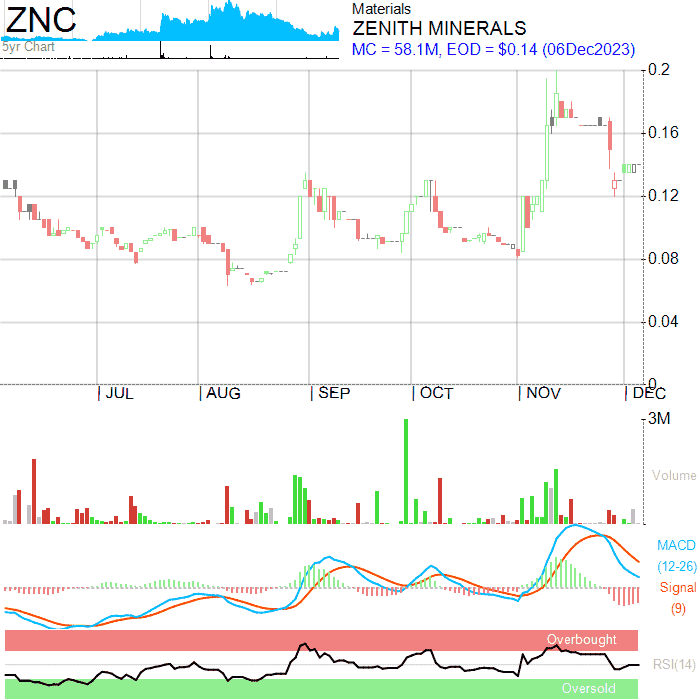 ZNC
5yr Chart
Materials
ZENITH MINERALS
MC = 58.1M, EOD = $0.14 (06Dec2023)
0.2
0.16
0.12
0.08
0.04
0
JUL
AUG
SEP
OCT
NOV
DEC
3M
Volume
MACD
(12-26)
Signal
(9)
Overbought
RSI(14)
Oversold